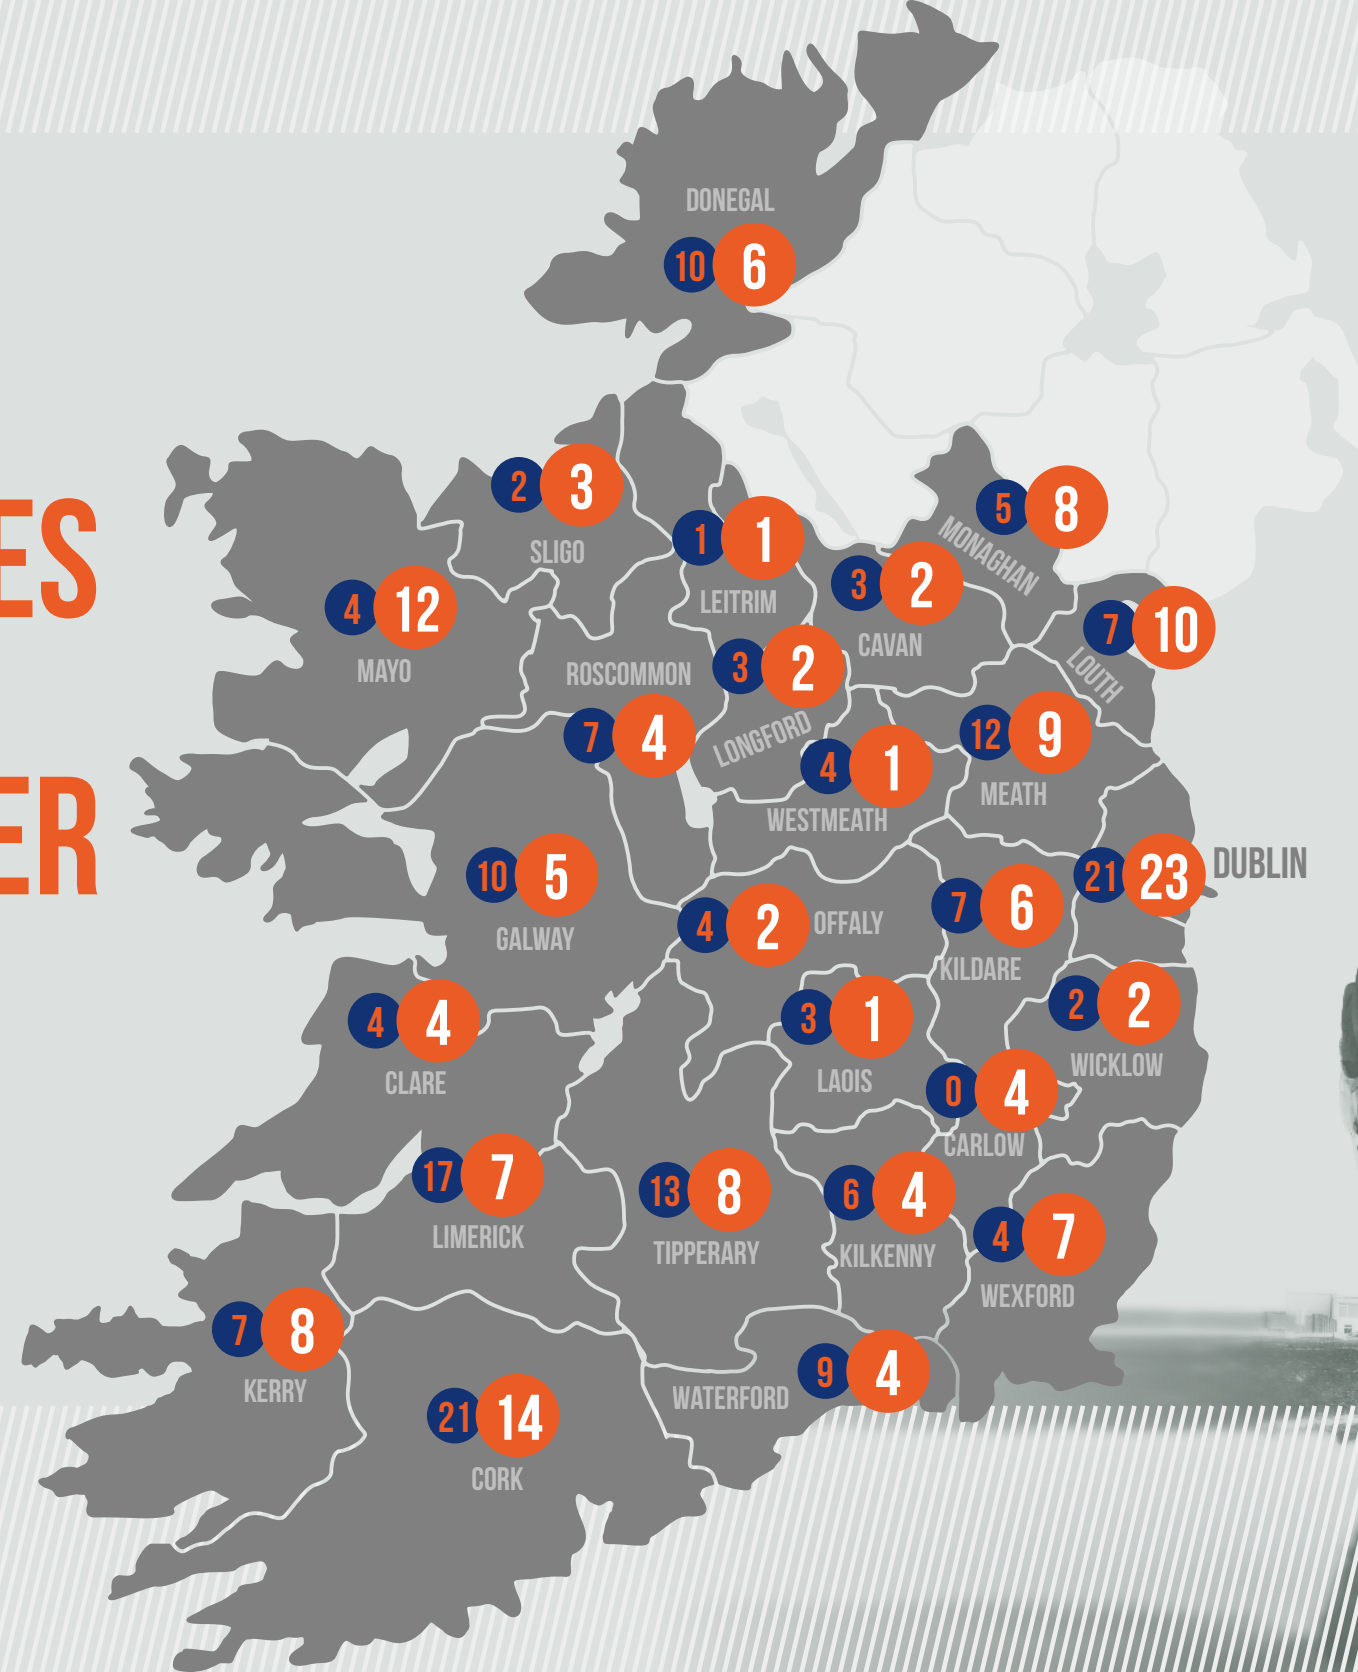 DONEGAL
10 6
2 3
SLIGO
5 8
MONAGHAN
1 1
LEITRIM
ES
4 12
MAYO
3 2
CAVAN
7 10
LOUTH
ROSCOMMON
7 4
3 2
LONGFORD
12 9
MEATH
4 1
WESTMEATH
ER
10 5
GALWAY
21 23 DUBLIN
4 2 OFFALY
7 6
KILDARE
4 4
CLARE
3 1
LAOIS
2 2
WICKLOW
0 4
CARLOW
17 7
LIMERICK
13 8
TIPPERARY
6 4
KILKENNY
4 7
WEXFORD
7 8
KERRY
9 4
WATERFORD
21 14
CORK